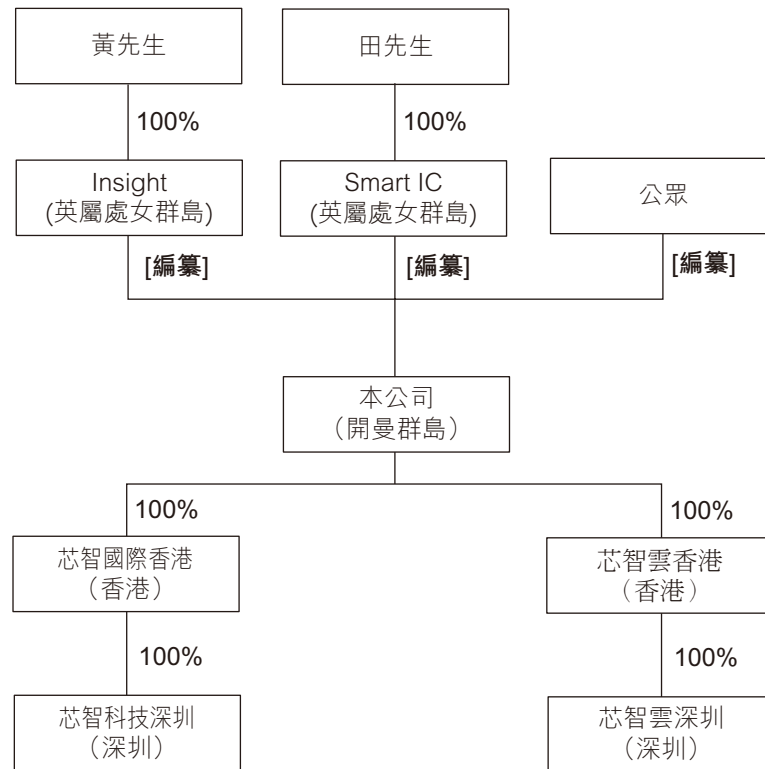 黃先生
田先生
100%
100%
Insight
(英屬處女群島)
Smart IC
(英屬處女群島)
公眾
[編纂]
[編纂]
[編纂]
本公司
（開曼群島）
100%
100%
芯智國際香港
（香港）
芯智雲香港
（香港）
100%
100%
芯智科技深圳
（深圳）
芯智雲深圳
（深圳）